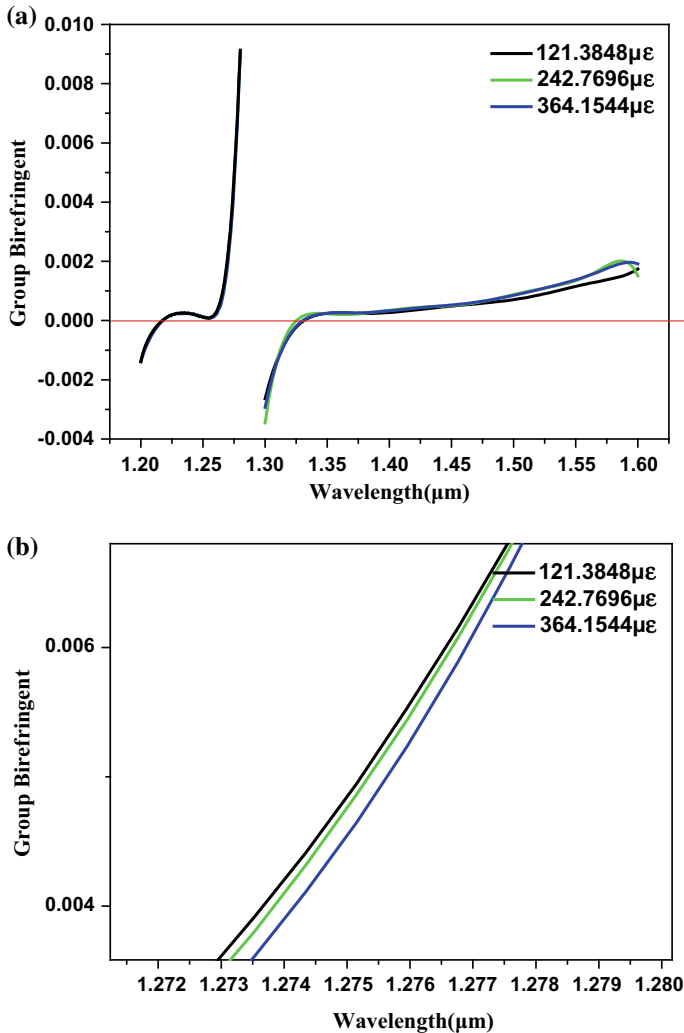 (a)
0.010
0.008
0.006
0.004
0.002
0.000
-0.002
-0.004
Group Birefringent
121.3848µε
242.7696µε
364.1544µε
1.20 1.25 1.30 1.35 1.40 1.45 1.50 1.55 1.60
Wavelength(µm)
(b)
0.006
0.004
Group Birefringent
121.3848µε
242.7696µε
364.1544µε
1.272 1.273 1.274 1.275 1.276 1.277 1.278 1.279 1.280
Wavelength(µm)